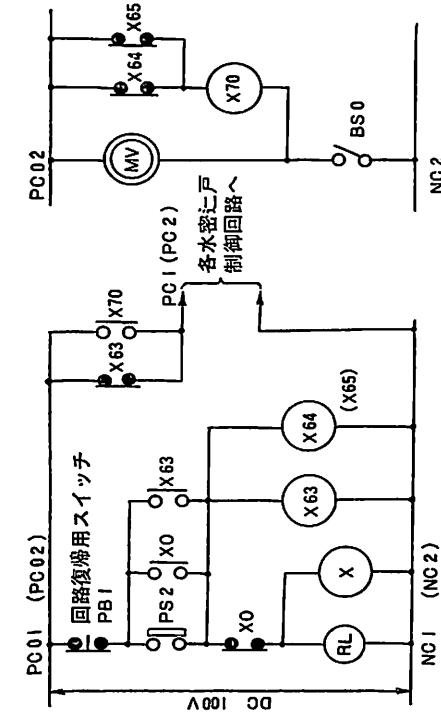 PC01 (PC02)
回路復帰用スイッチ
PB1
PS2
X0
X63
X0
DC 100V
RL
X
X63
X64
(X65)
NC1 (NC2)
X63
X70
PC1 (PC2)
各水密辷戸
制御回路へ
PC02
X65
X64
MV
X70
BS0
NC2